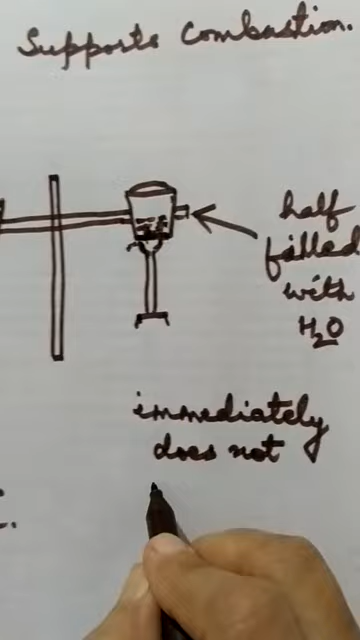 Supports Combustion.
half
filled
with
H2O
immediately
does not